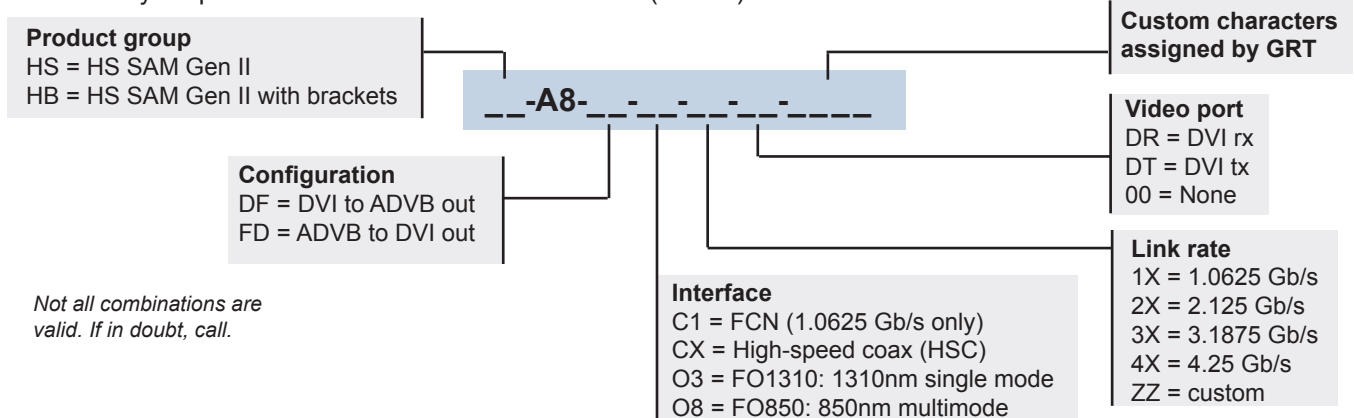 Product group
HS = HS SAM Gen II
HB = HS SAM Gen II with brackets
__-A8-__-__-__-__-____
Custom characters
assigned by GRT
Video port
DR = DVI rx
DT = DVI tx
00 = None
Configuration
DF = DVI to ADVB out
FD = ADVB to DVI out
Link rate
1X = 1.0625 Gb/s
2X = 2.125 Gb/s
3X = 3.1875 Gb/s
4X = 4.25 Gb/s
ZZ = custom
Interface
C1 = FCN (1.0625 Gb/s only)
CX = High-speed coax (HSC)
O3 = FO1310: 1310nm single mode
O8 = FO850: 850nm multimode
Not all combinations are
valid. If in doubt, call.